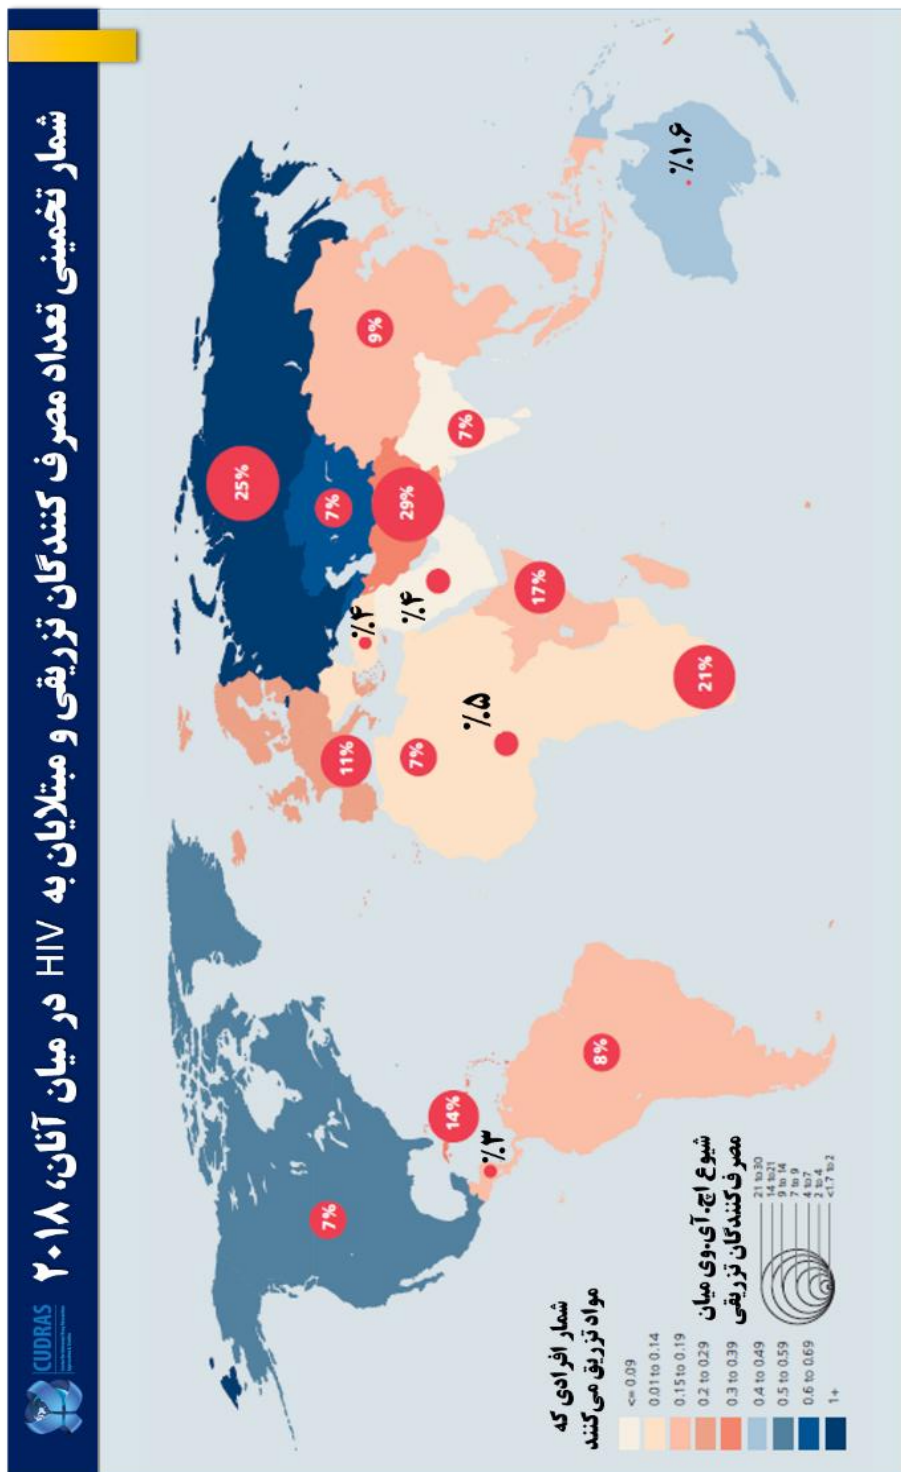 شمار تخمینی تعداد مصرف کنندگان تزریقی و مبتلایان به HIV در میان آنان، ۲۰۱۸
CUDRAS
25%
7%
9%
29%
7%
٪۴
٪۴
17%
٪۱.۶
11%
7%
٪۵
21%
7%
14%
٪۳
8%
شمار افرادی که
مواد تزریق می‌کنند
<= 0.09
0.01 to 0.14
0.15 to 0.19
0.2 to 0.29
0.3 to 0.39
0.4 to 0.49
0.5 to 0.59
0.6 to 0.69
1+
شیوع اچ.آی.وی میان
مصرف‌کنندگان تزریقی
21 to 30
14 to 21
9 to 14
7 to 9
4 to 7
2 to 4
<1.7 to 2